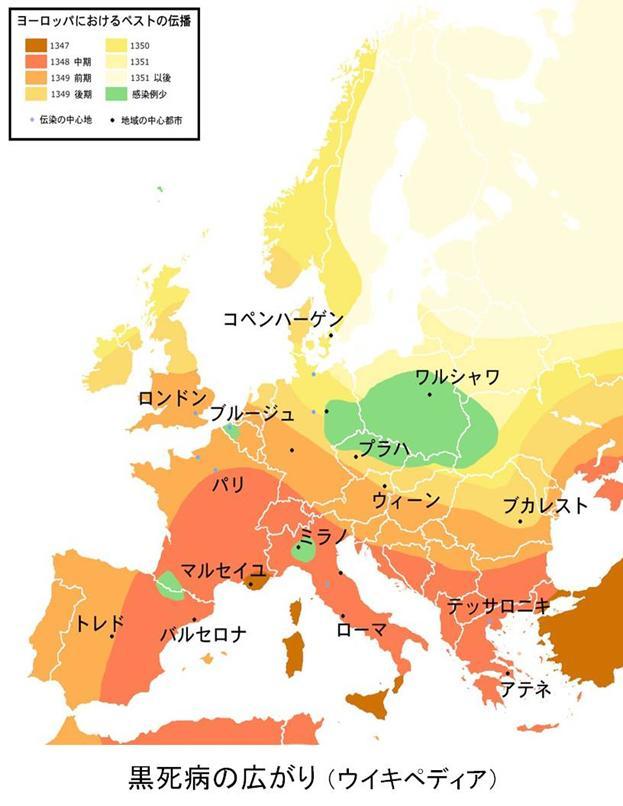 ヨーロッパにおけるペストの伝播
1347
1350
1348 中期
1351
1349 前期
1351 以後
1349 後期
感染例少
伝染の中心地
地域の中心都市
コペンハーゲン
ワルシャワ
ロンドン
ブルージュ
プラハ
パリ
ウィーン
ブカレスト
ミラノ
マルセイユ
テッサロニキ
トレド
バルセロナ
ローマ
アテネ
黒死病の広がり（ウイキペディア）